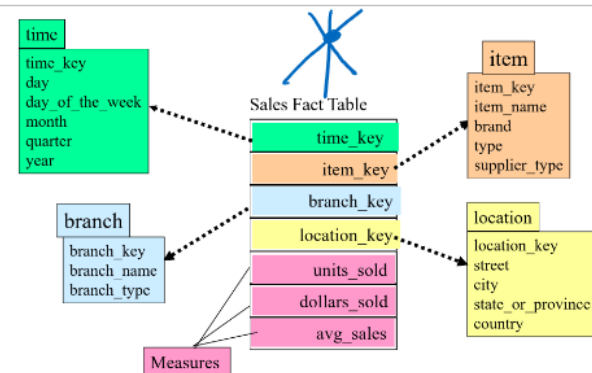 time
time_key
day
day_of_the_week
month
quarter
year
item
item_key
item_name
brand
type
supplier_type
Sales Fact Table
time_key
item_key
branch_key
location_key
units_sold
dollars_sold
avg_sales
branch
branch_key
branch_name
branch_type
location
location_key
street
city
state_or_province
country
Measures